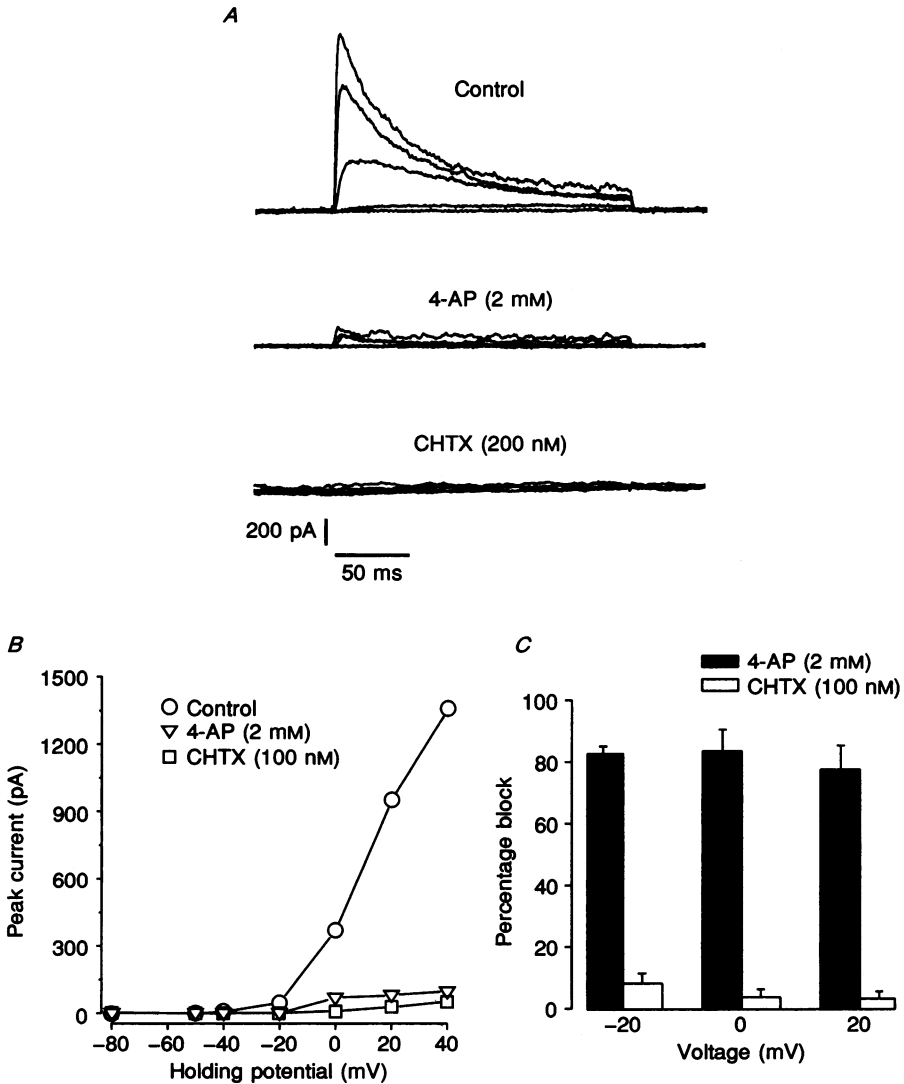 A
Control
4-AP (2 mM)
CHTX (200 nM)
200 pA
50 ms
B
Peak current (pA)
1500
1200
900
600
300
0
Control
4-AP (2 mM)
CHTX (100 nM)
−80 −60 −40 −20 0 20 40
Holding potential (mV)
C
4-AP (2 mM)
CHTX (100 nM)
Percentage block
100
80
60
40
20
0
−20 0 20
Voltage (mV)